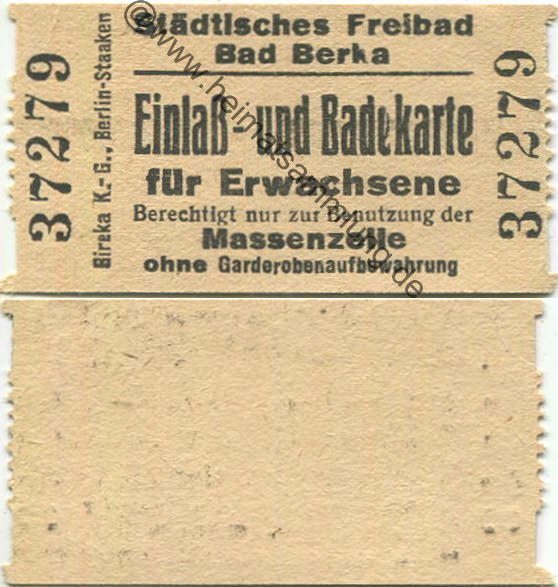 Städtisches Freibad
Bad Berka
Einlaß- und Badekarte
für Erwachsene
Berechtigt nur zur Benutzung der
Massenzelle
ohne Garderobenaufbewahrung
37279
Bireka K.-G., Berlin-Staaken
37279
©www.heimatsammlung.de